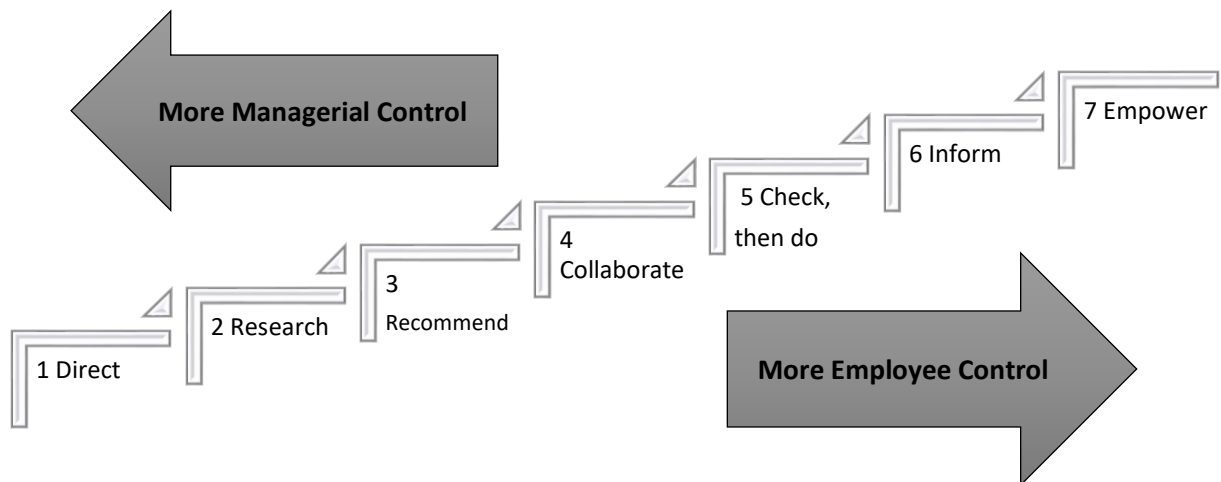 More Managerial Control
7 Empower
6 Inform
5 Check,
then do
4
Collaborate
3
Recommend
2 Research
1 Direct
More Employee Control